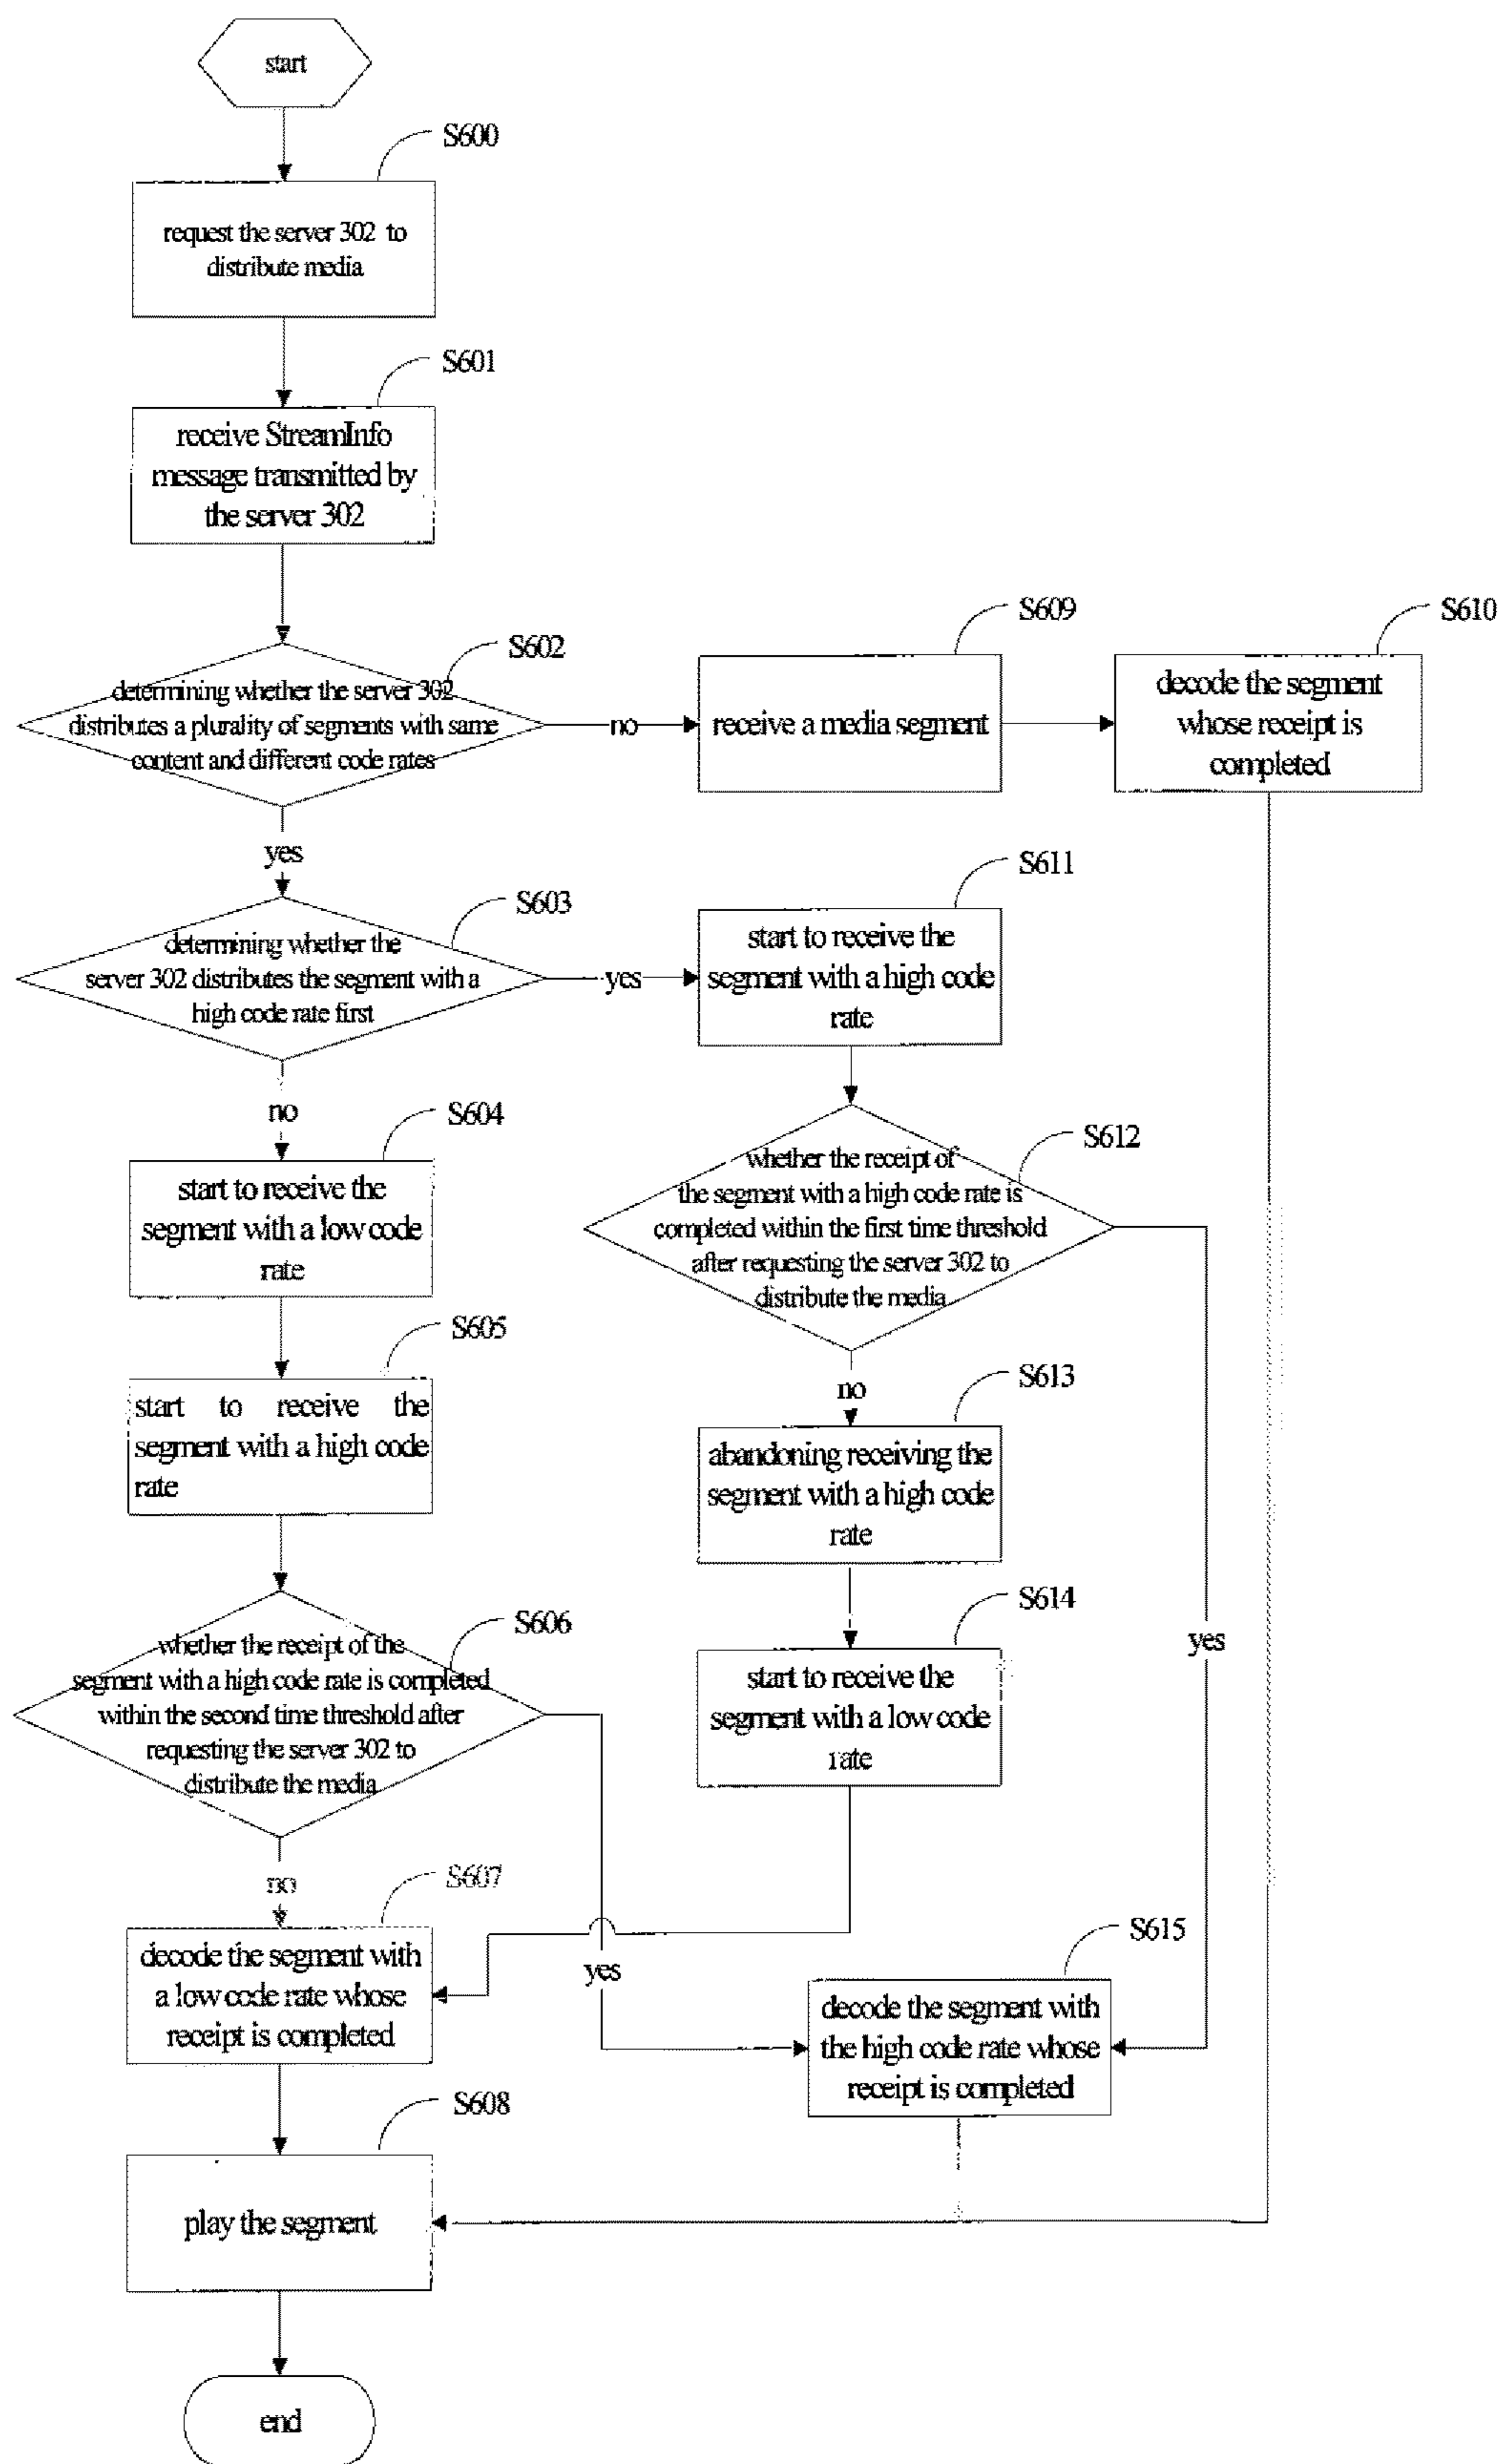 start
S600
request the server 302 to
distribute media
S601
receive StreamInfo
message transmitted by
the server 302
S602
determining whether the server 302
distributes a plurality of segments with same
content and different code rates
no
S609
receive a media segment
S610
decode the segment
whose receipt is
completed
yes
S603
determining whether the
server 302 distributes the segment with a
high code rate first
yes
S611
start to receive the
segment with a high code
rate
no
S604
start to receive the
segment with a low code
rate
S612
whether the receipt of
the segment with a high code rate is
completed within the first time threshold
after requesting the server 302 to
distribute the media
S605
start to receive the
segment with a high code
rate
no
S613
abandoning receiving the
segment with a high code
rate
yes
S606
whether the receipt of the
segment with a high code rate is completed
within the second time threshold after
requesting the server 302 to
distribute the media
S614
start to receive the
segment with a low code
rate
no
S607
decode the segment with
a low code rate whose
receipt is completed
yes
S615
decode the segment with
the high code rate whose
receipt is completed
S608
play the segment
end